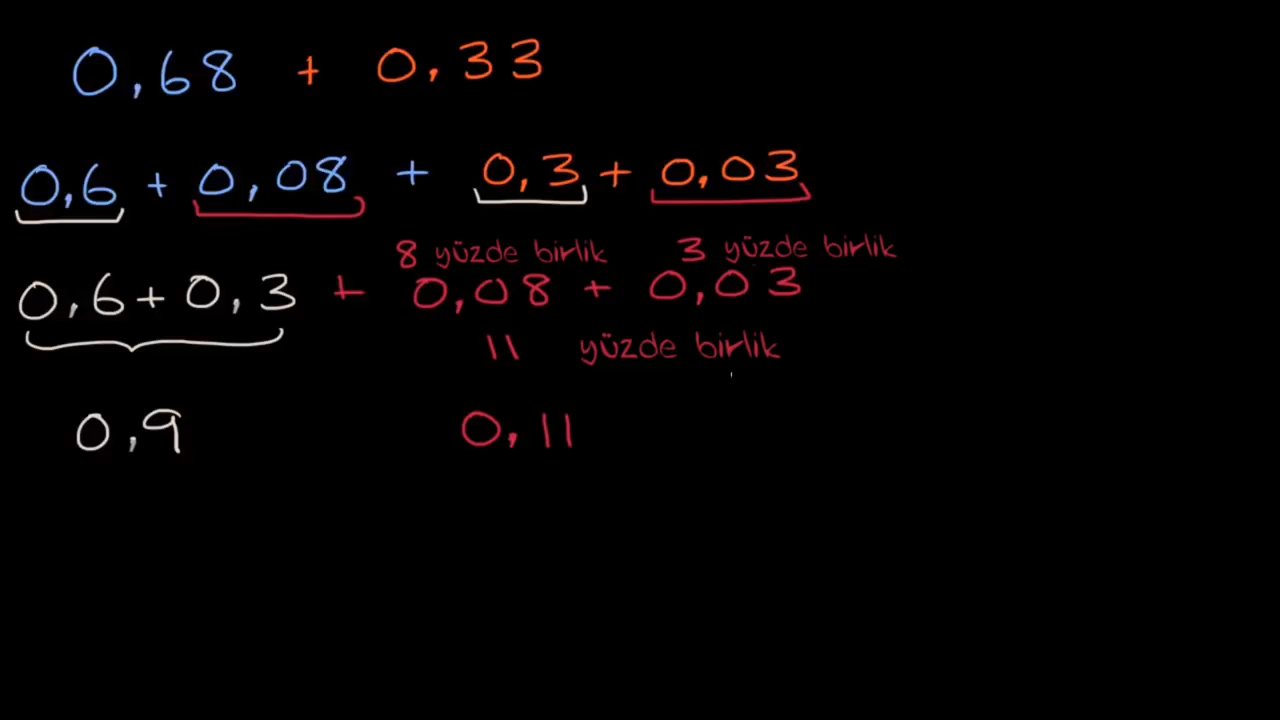 0,68 + 0,33
0,6 + 0,08 + 0,3 + 0,03
8 yüzde birlik 3 yüzde birlik
0,6 + 0,3 + 0,08 + 0,03
11 yüzde birlik
0,9 0,11